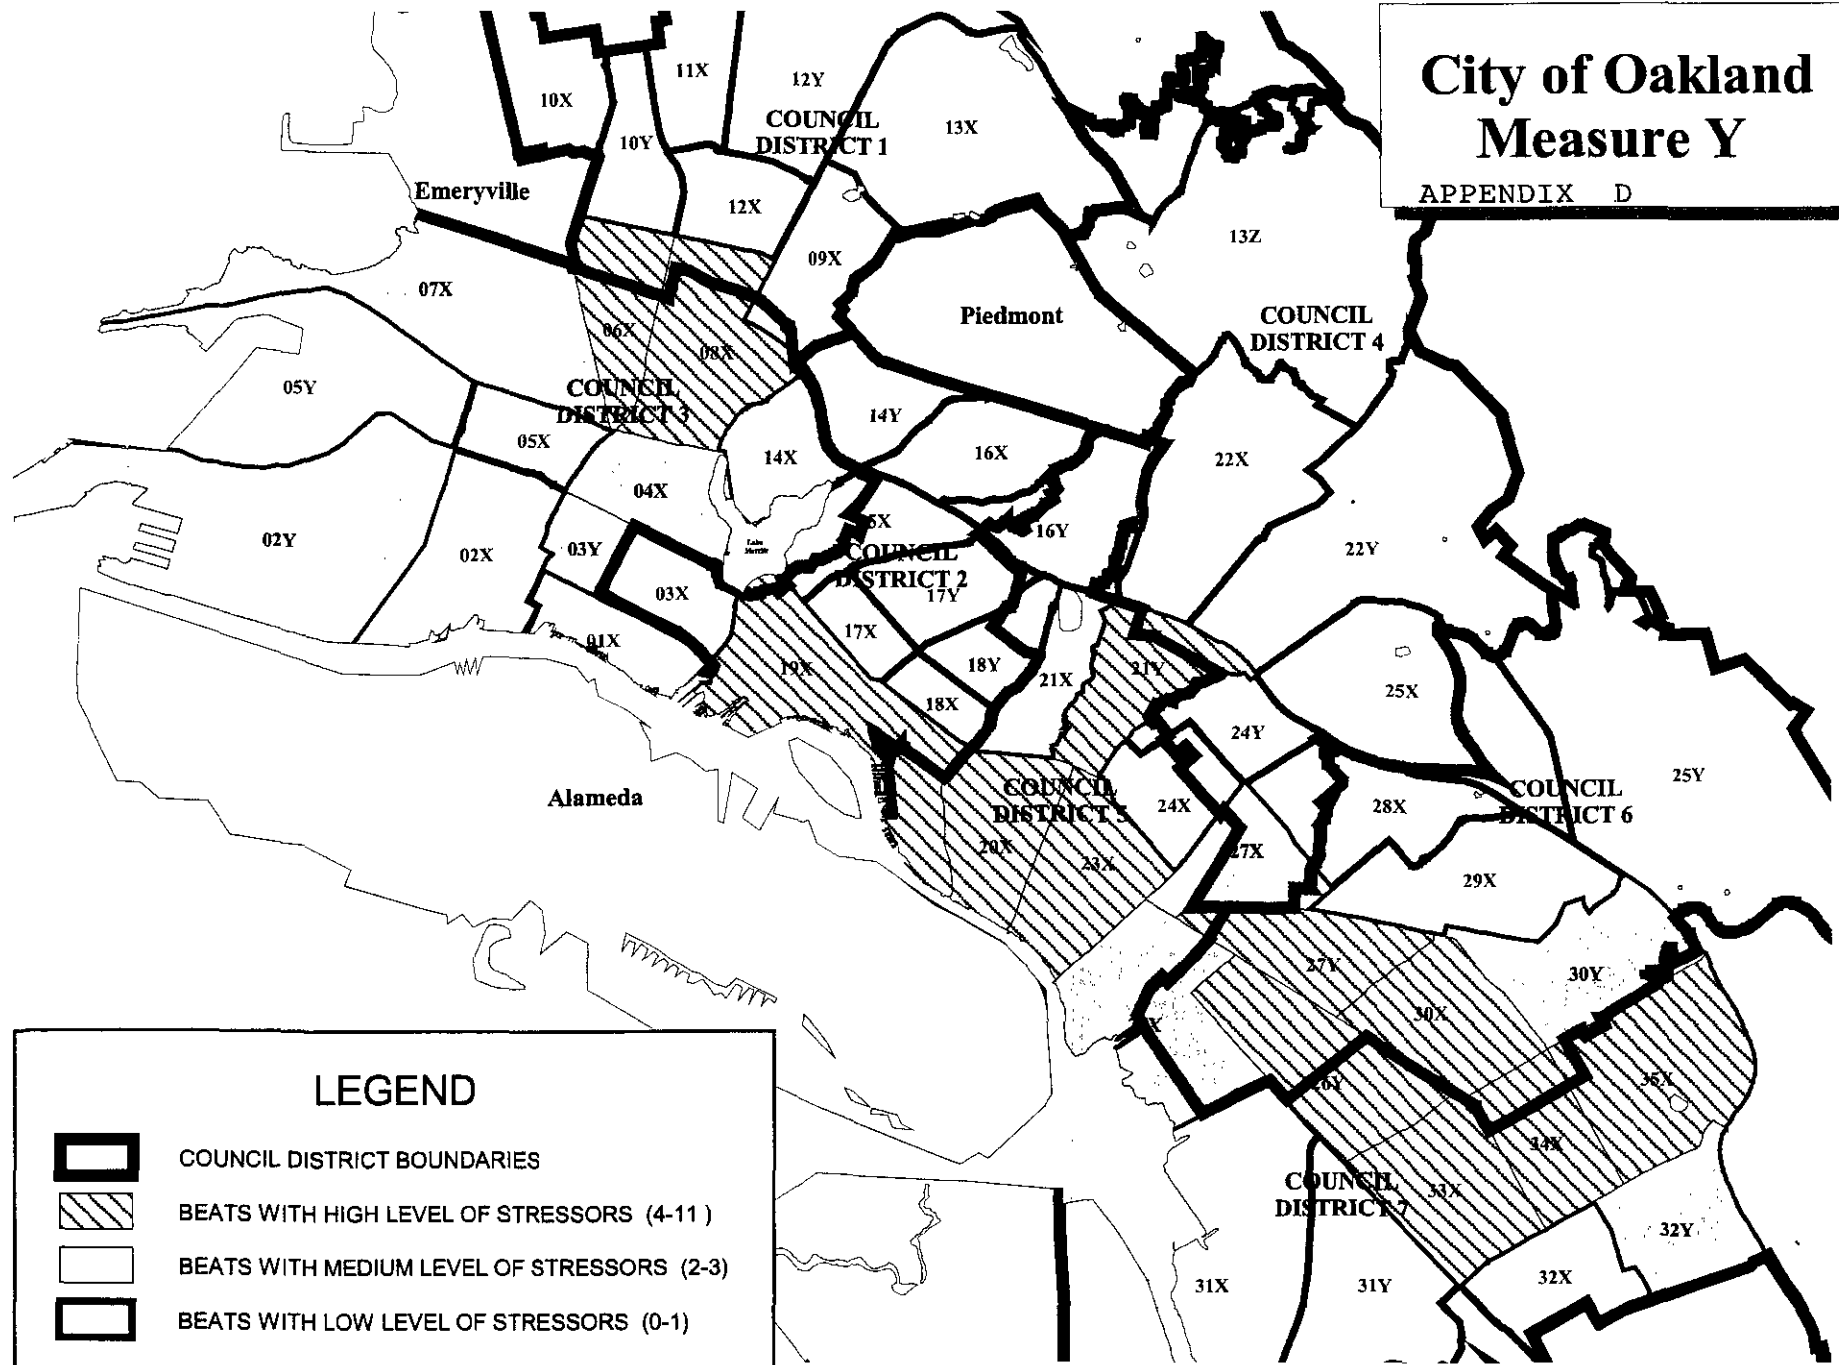 City of Oakland
Measure Y
APPENDIX D
11X
12Y
10X
COUNCIL
DISTRICT 1
13X
10Y
Emeryville
12X
13Z
09X
07X
Piedmont
COUNCIL
DISTRICT 4
06X
08X
05Y
COUNCIL
DISTRICT 3
14Y
05X
16X
14X
22X
04X
5X
16Y
02Y
02X
03Y
Lake
Merritt
COUNCIL
DISTRICT 2
22Y
03X
17Y
01X
17X
19X
18Y
21X
21Y
25X
18X
24Y
25Y
Alameda
COUNCIL
DISTRICT 5
24X
28X
COUNCIL
DISTRICT 6
20X
23X
27X
29X
27Y
30Y
30X
X
26Y
35X
34X
COUNCIL
DISTRICT 7
33X
32Y
31X
31Y
32X
LEGEND
COUNCIL DISTRICT BOUNDARIES
BEATS WITH HIGH LEVEL OF STRESSORS (4-11 )
BEATS WITH MEDIUM LEVEL OF STRESSORS (2-3)
BEATS WITH LOW LEVEL OF STRESSORS (0-1)